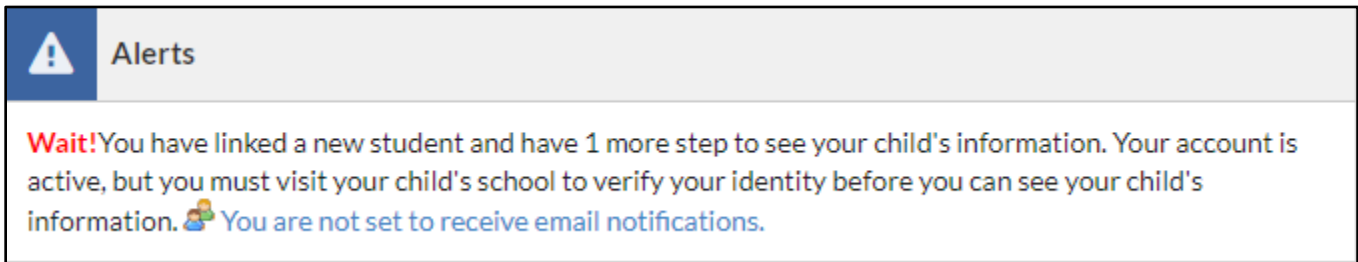 Alerts
Wait!You have linked a new student and have 1 more step to see your child's information. Your account is
active, but you must visit your child's school to verify your identity before you can see your child's
information. You are not set to receive email notifications.